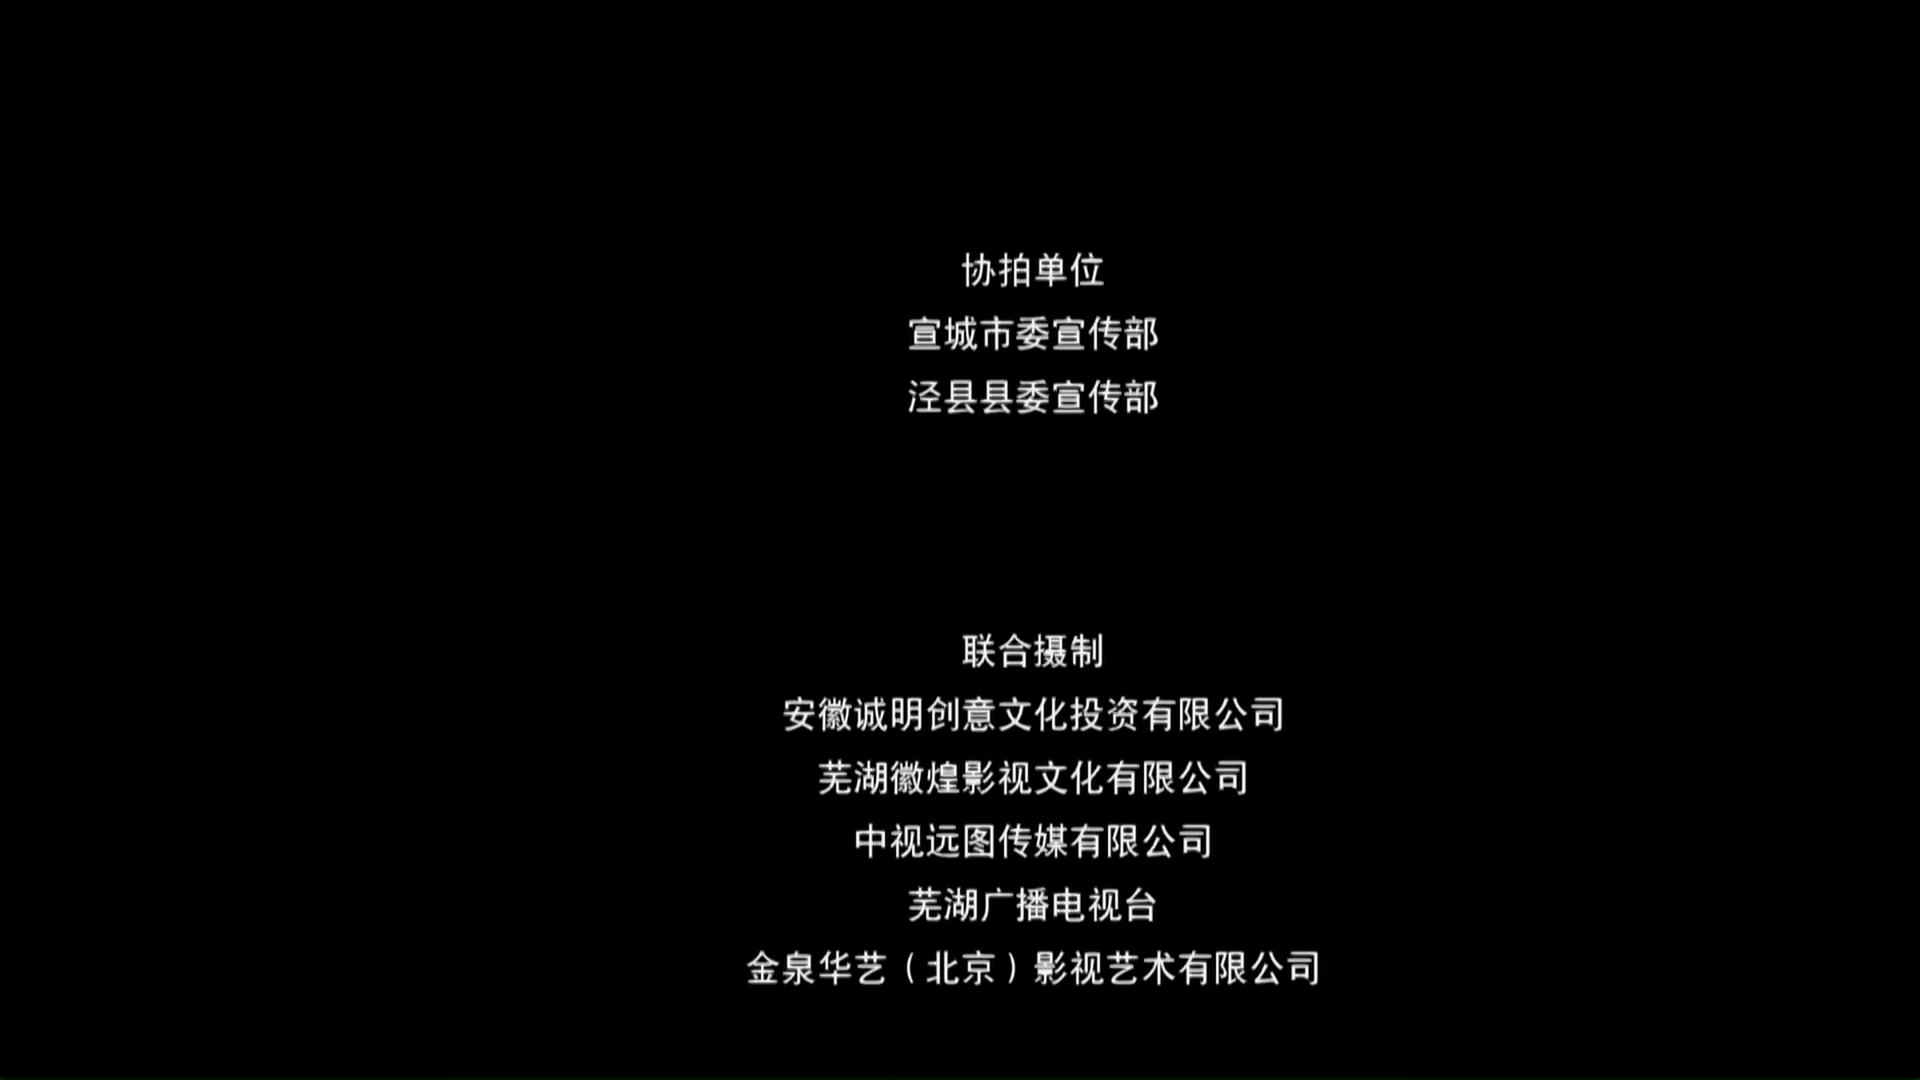 协拍单位
宣城市委宣传部
泾县县委宣传部
联合摄制
安徽诚明创意文化投资有限公司
芜湖徽煌影视文化有限公司
中视远图传媒有限公司
芜湖广播电视台
金泉华艺（北京）影视艺术有限公司